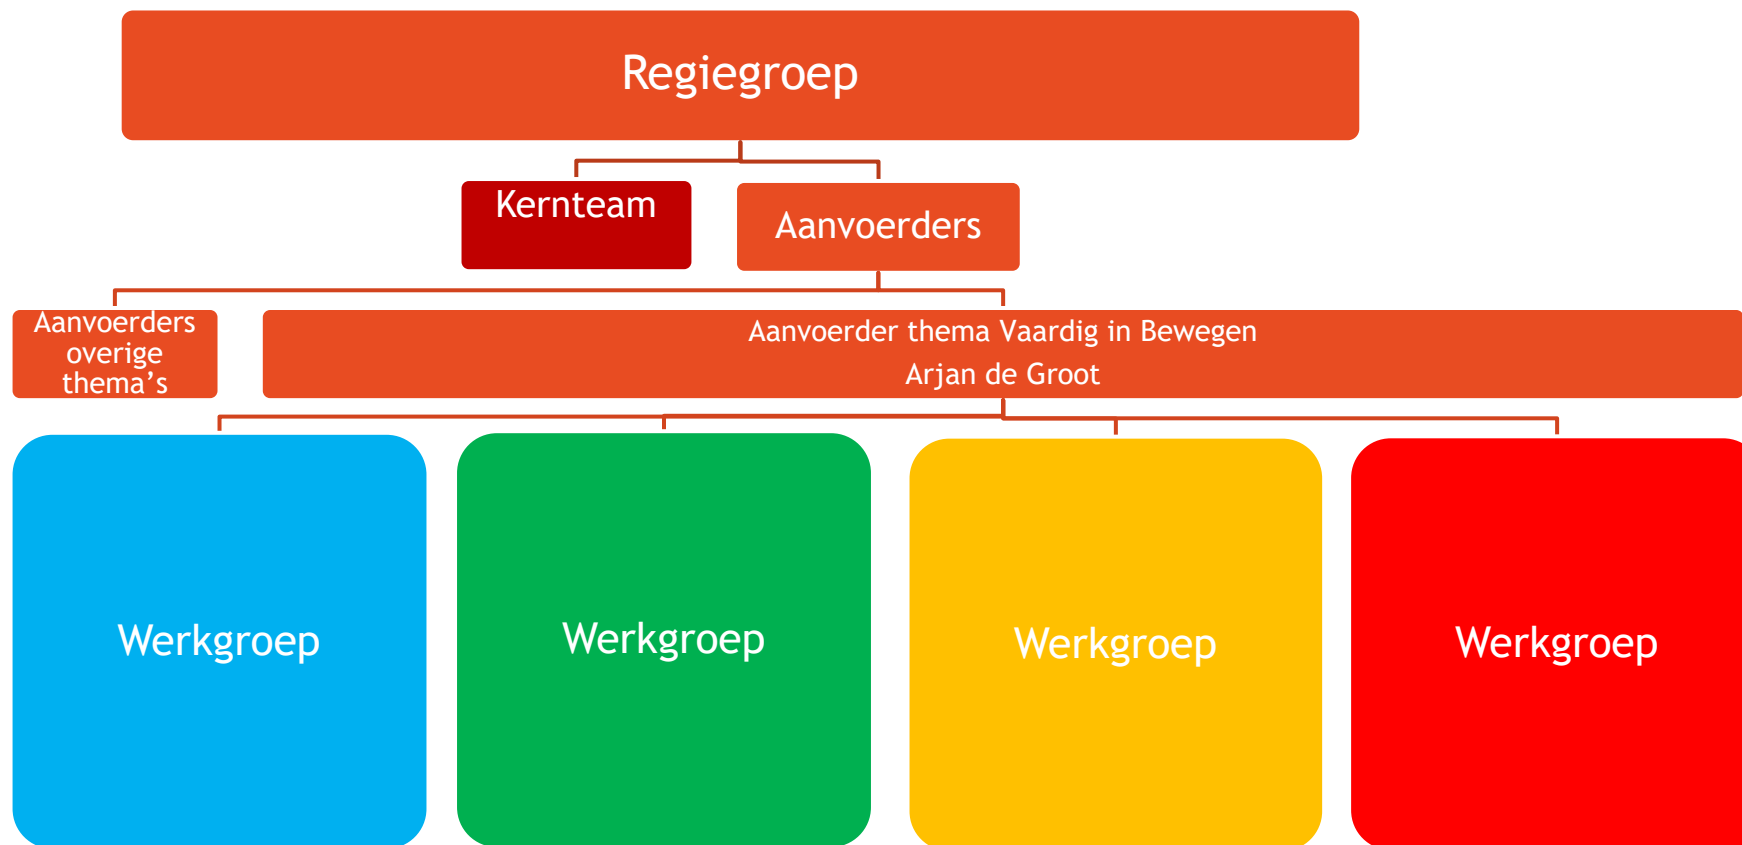 Regiegroep
Kernteam
Aanvoerders
Aanvoerders
overige
thema’s
Aanvoerder thema Vaardig in Bewegen
Arjan de Groot
Werkgroep
Werkgroep
Werkgroep
Werkgroep